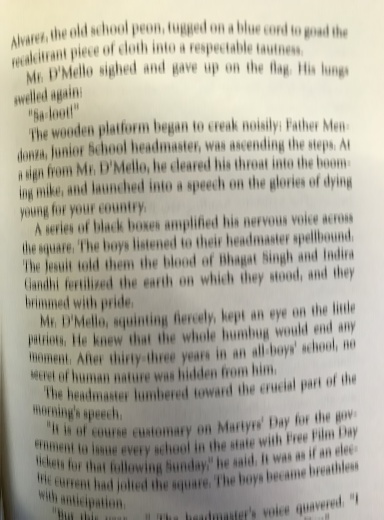 Alvarez, the old school peon, tugged on a blue cord to goad the
recalcitrant piece of cloth into a respectable tautness.
Mr. D'Mello sighed and gave up on the flag. His lungs
swelled again:
"Sa-loot!"
The wooden platform began to creak noisily; Father Men-
donza, Junior School headmaster, was ascending the steps. At
a sign from Mr. D'Mello, he cleared his throat into the boom-
ing mike, and launched into a speech on the glories of dying
young for your country.
A series of black boxes amplified his nervous voice across
the square. The boys listened to their headmaster spellbound.
The Jesuit told them the blood of Bhagat Singh and Indira
Gandhi fertilized the earth on which they stood, and they
brimmed with pride.
Mr. D'Mello, squinting fiercely, kept an eye on the little
patriots. He knew that the whole humbug would end any
moment. After thirty-three years in an all-boys' school, no
secret of human nature was hidden from him.
The headmaster lumbered toward the crucial part of the
morning's speech.
"It is of course customary on Martyrs' Day for the gov-
ernment to issue every school in the state with Free Film Day
tickets for that following Sunday," he said. It was as if an elec-
tric current had jolted the square. The boys became breathless
with anticipation.
"But this year..." The headmaster's voice quavered. "I